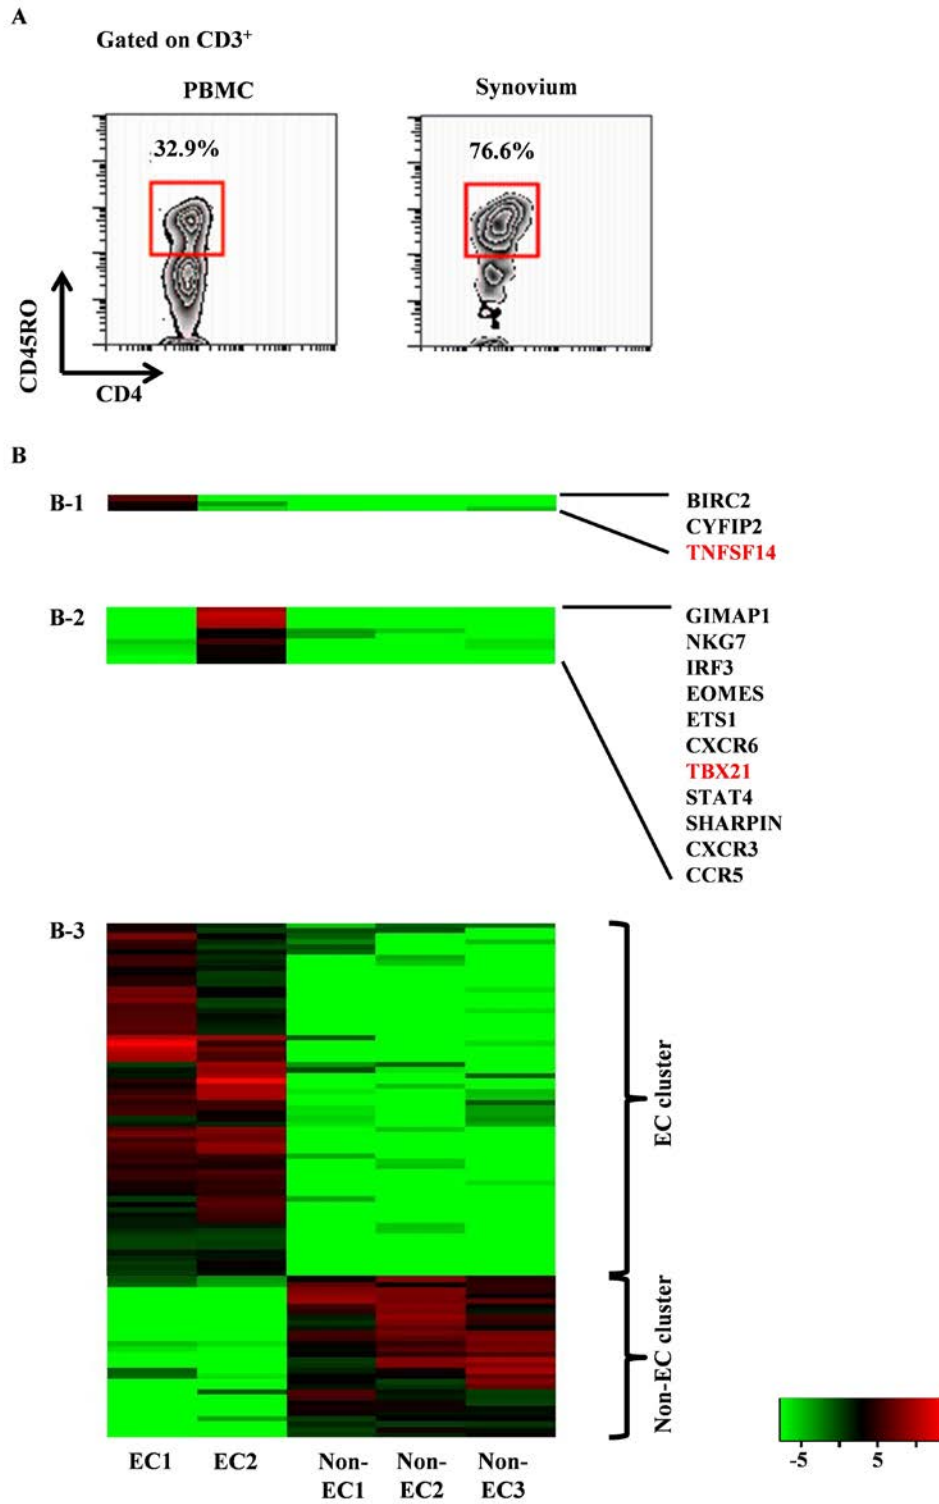 A
Gated on CD3+
PBMC
Synovium
32.9%
76.6%
CD45RO
CD4
B
B-1
BIRC2
CYFIP2
TNFSF14
B-2
GIMAP1
NKG7
IRF3
EOMES
ETS1
CXCR6
TBX21
STAT4
SHARPIN
CXCR3
CCR5
B-3
EC cluster
Non-EC cluster
EC1
EC2
Non-
EC1
Non-
EC2
Non-
EC3
-5
5